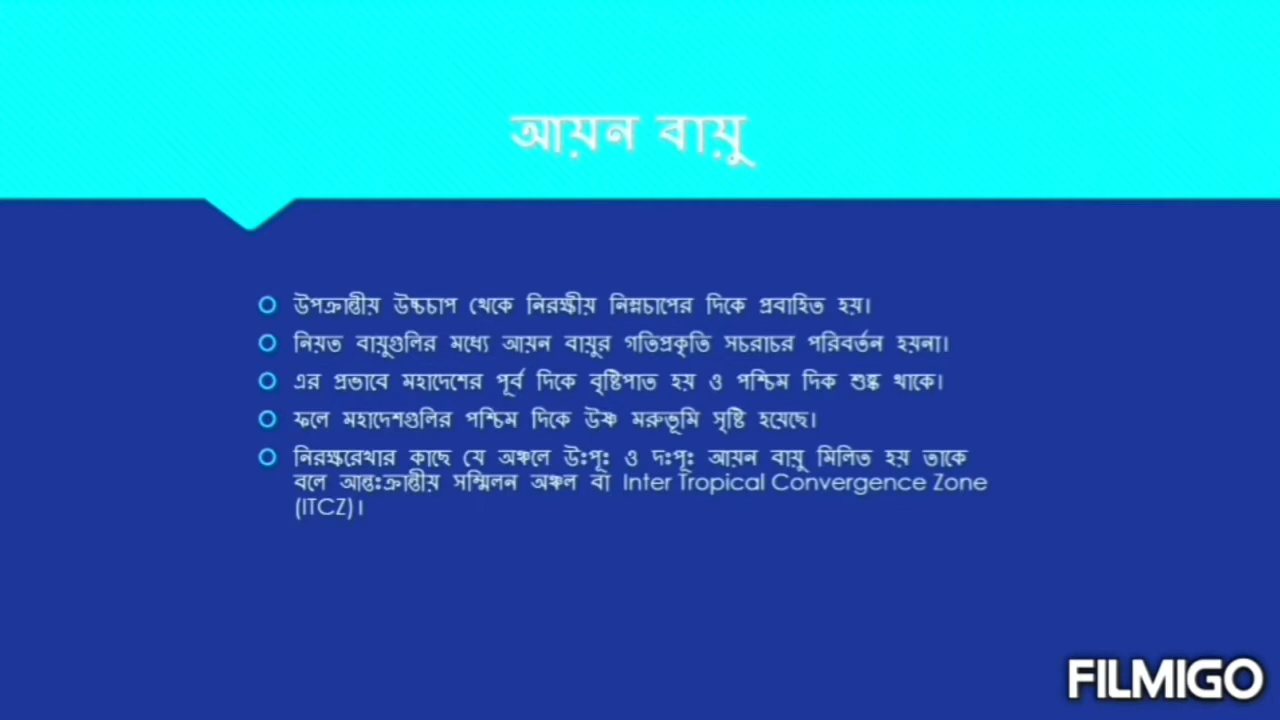 আয়ন বায়ু
উপক্রান্তীয় উচ্চচাপ থেকে নিরক্ষীয় নিম্নচাপের দিকে প্রবাহিত হয়।
নিয়ত বায়ুগুলির মধ্যে আয়ন বায়ুর গতিপ্রকৃতি সচরাচর পরিবর্তন হয়না।
এর প্রভাবে মহাদেশের পূর্ব দিকে বৃষ্টিপাত হয় ও পশ্চিম দিক শুষ্ক থাকে।
ফলে মহাদেশগুলির পশ্চিম দিকে উষ্ণ মরুভূমি সৃষ্টি হয়েছে।
নিরক্ষরেখার কাছে যে অঞ্চলে উঃপূঃ ও দঃপূঃ আয়ন বায়ু মিলিত হয় তাকে
বলে আন্তঃক্রান্তীয় সম্মিলন অঞ্চল বা Inter Tropical Convergence Zone
(ITCZ)।
FILMIGO